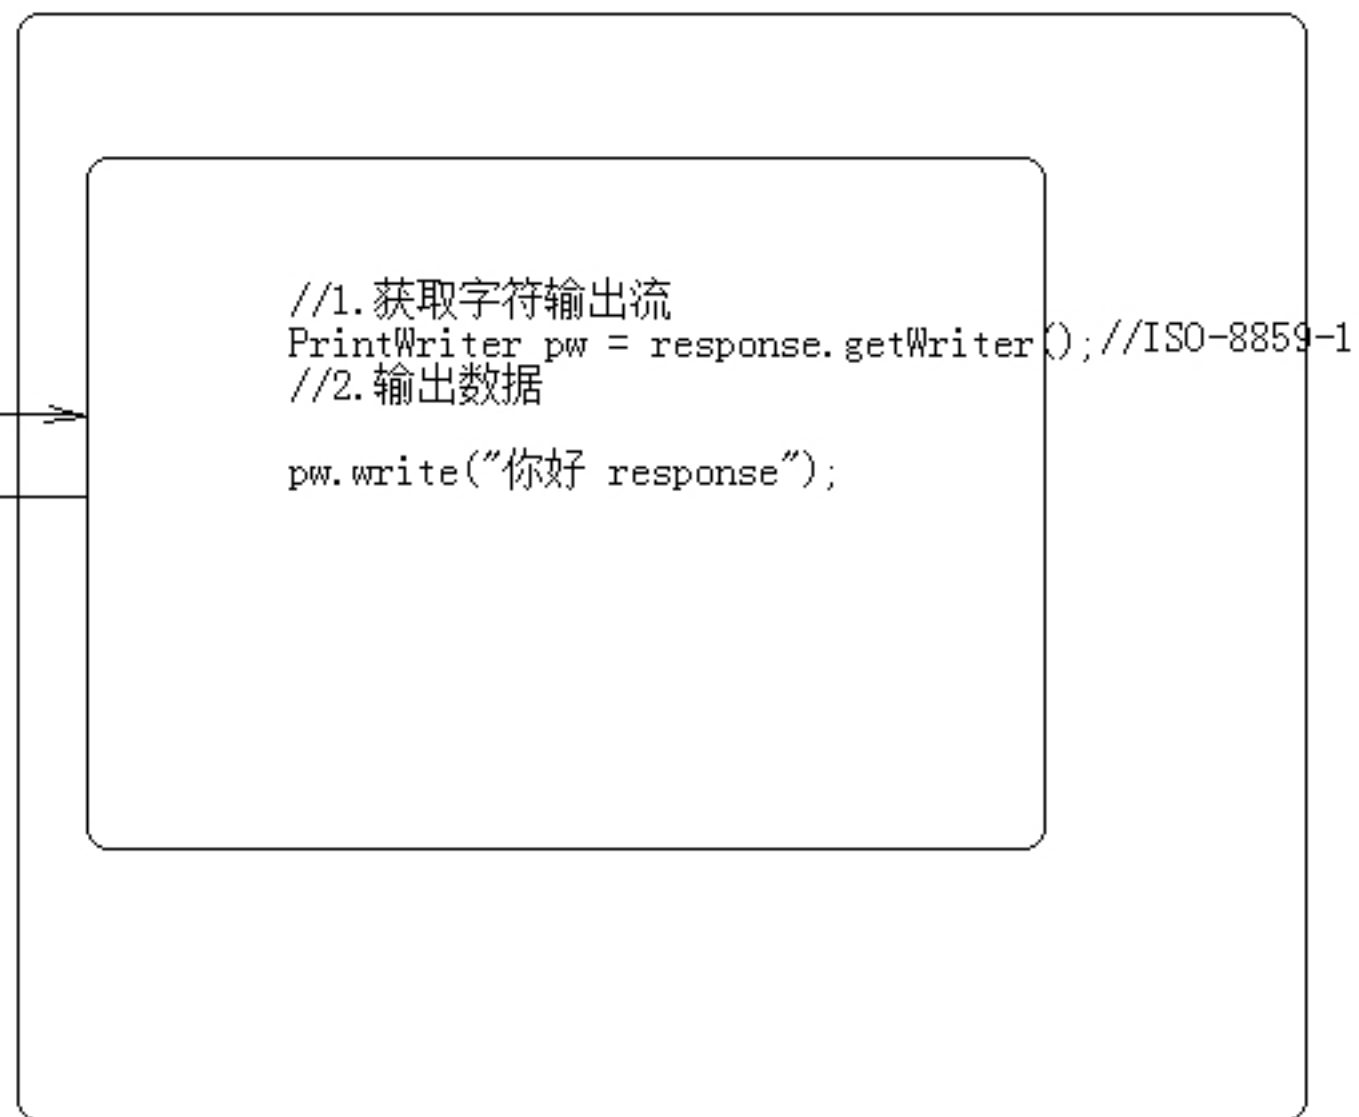 //1.获取字符输出流
PrintWriter pw = response.getWriter();//ISO-8859-1
//2.输出数据
pw.write("你好 response");